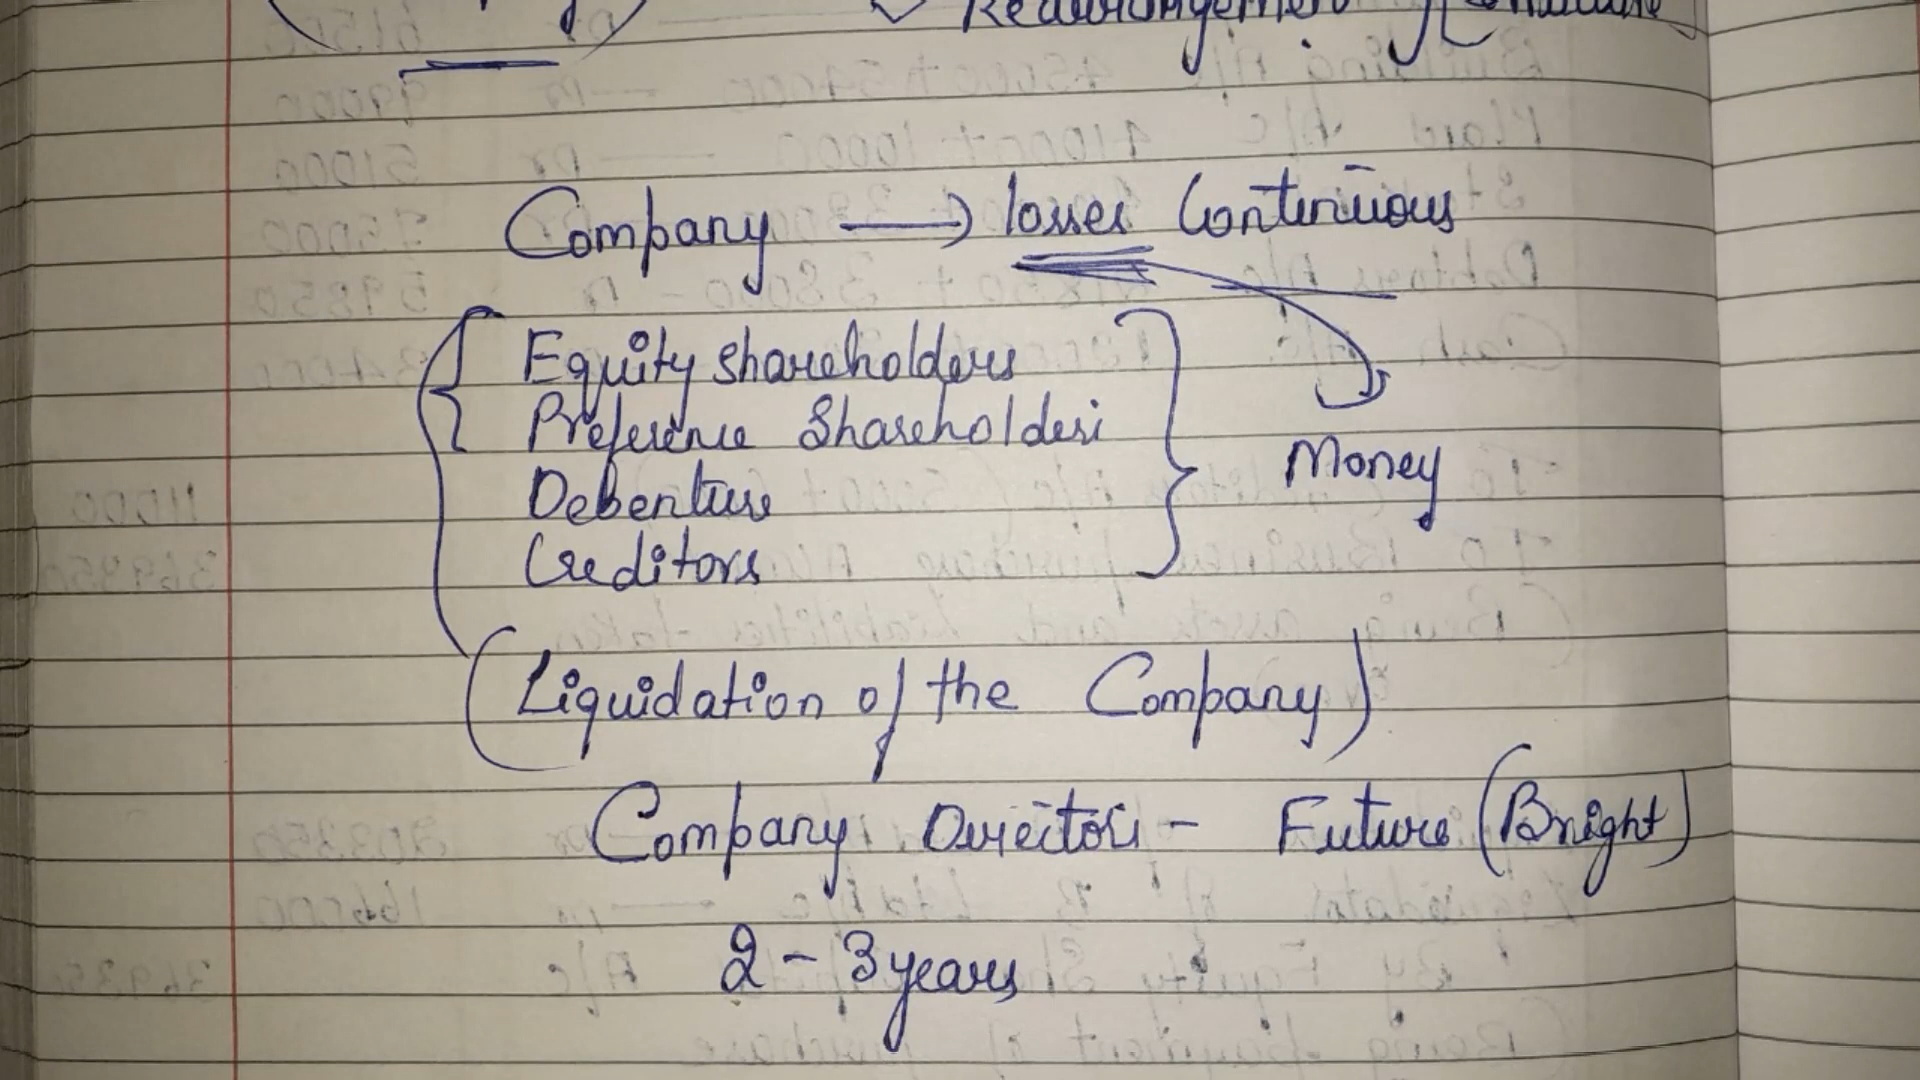 Company → losses Continuous
Equity shareholders
Preference Shareholders
Debenture
Creditors
Money
(Liquidation of the Company)
Company Directors - Future (Bright)
2 - 3 years